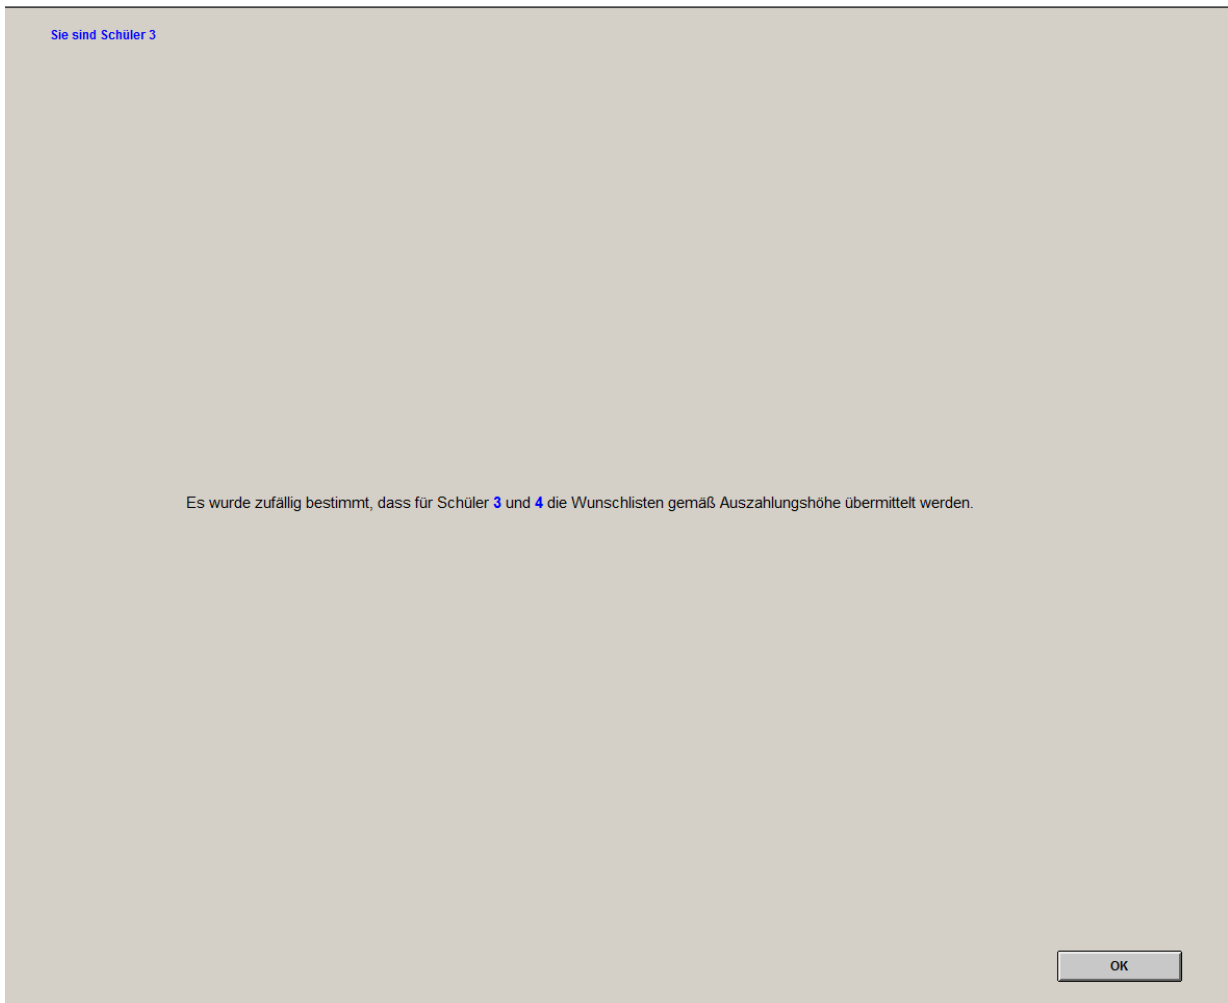 Sie sind Schüler 3
Es wurde zufällig bestimmt, dass für Schüler 3 und 4 die Wunschlisten gemäß Auszahlungshöhe übermittelt werden.
OK